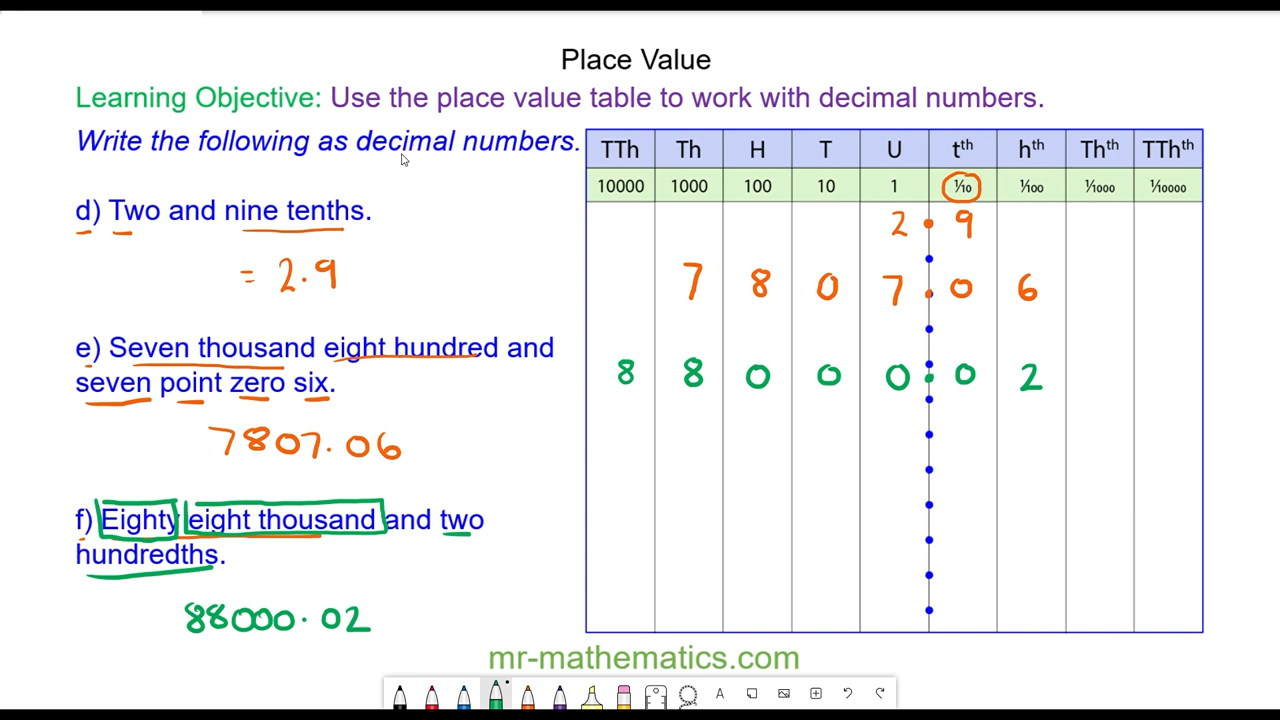 Place Value
Learning Objective: Use the place value table to work with decimal numbers.
Write the following as decimal numbers.
d) Two and nine tenths.
= 2.9
e) Seven thousand eight hundred and
seven point zero six.
7807.06
f) Eighty eight thousand and two
hundredths.
88000.02
TTh Th H T U tth hth Thth TThth
10000 1000 100 10 1 1/10 1/100 1/1000 1/10000
2 . 9
7 8 0 7 . 0 6
8 8 0 0 0 . 0 2
mr-mathematics.com
A